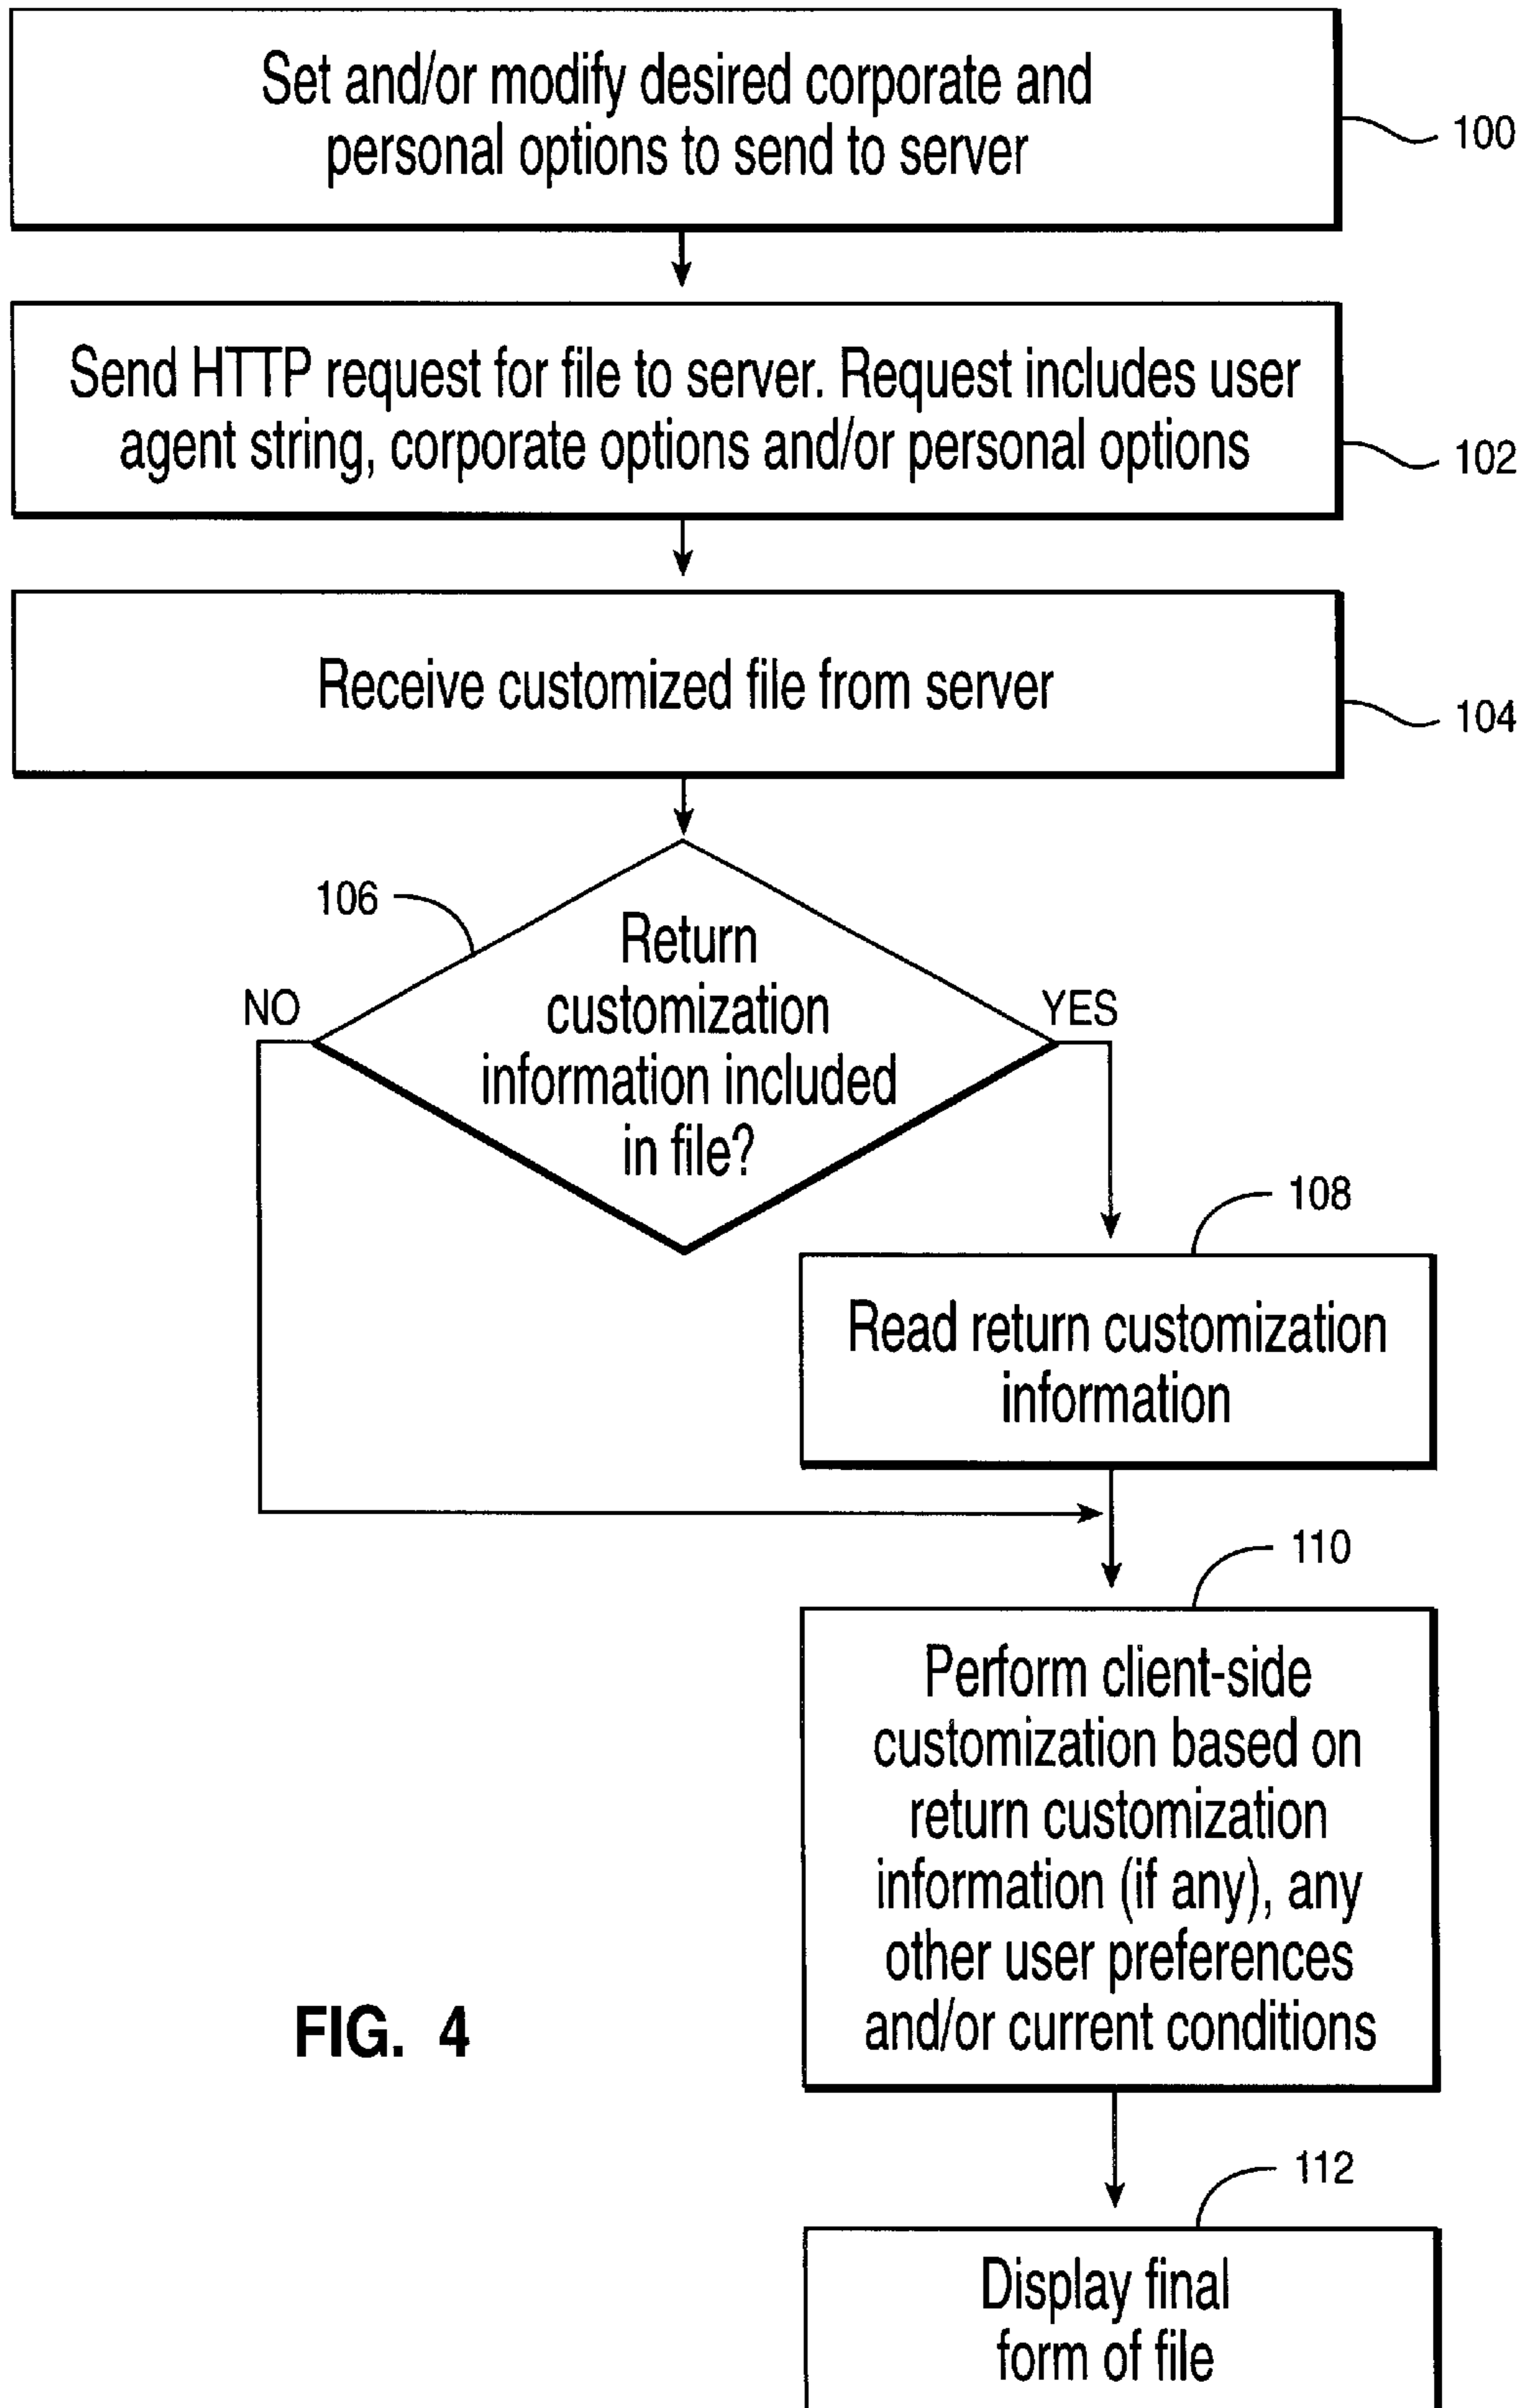 Set and/or modify desired corporate and
personal options to send to server
100
Send HTTP request for file to server. Request includes user
agent string, corporate options and/or personal options
102
Receive customized file from server
104
106
Return
customization
information included
in file?
NO
YES
108
Read return customization
information
110
Perform client-side
customization based on
return customization
information (if any), any
other user preferences
and/or current conditions
FIG. 4
112
Display final
form of file